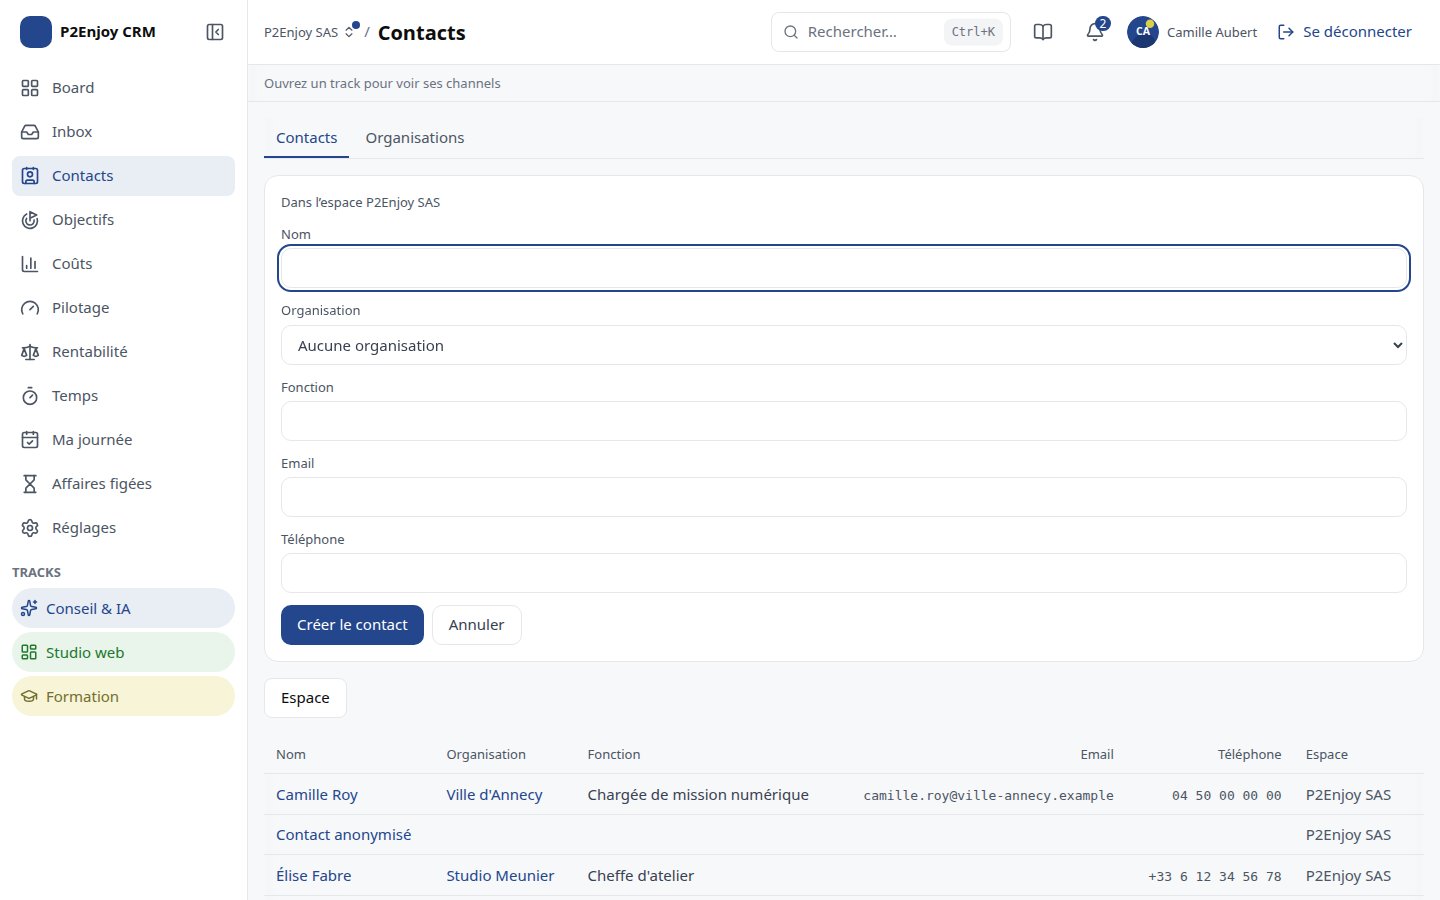 P2Enjoy CRM
Board
Inbox
Contacts
Objectifs
Coûts
Pilotage
Rentabilité
Temps
Ma journée
Affaires figées
Réglages
TRACKS
Conseil & IA
Studio web
Formation
P2Enjoy SAS / Contacts
Rechercher... Ctrl+K
2
CA Camille Aubert
Se déconnecter
Ouvrez un track pour voir ses channels
Contacts Organisations
Dans l'espace P2Enjoy SAS
Nom
Organisation
Aucune organisation
Fonction
Email
Téléphone
Créer le contact Annuler
Espace
Nom Organisation Fonction Email Téléphone Espace
Camille Roy Ville d'Annecy Chargée de mission numérique camille.roy@ville-annecy.example 04 50 00 00 00 P2Enjoy SAS
Contact anonymisé P2Enjoy SAS
Élise Fabre Studio Meunier Cheffe d'atelier +33 6 12 34 56 78 P2Enjoy SAS